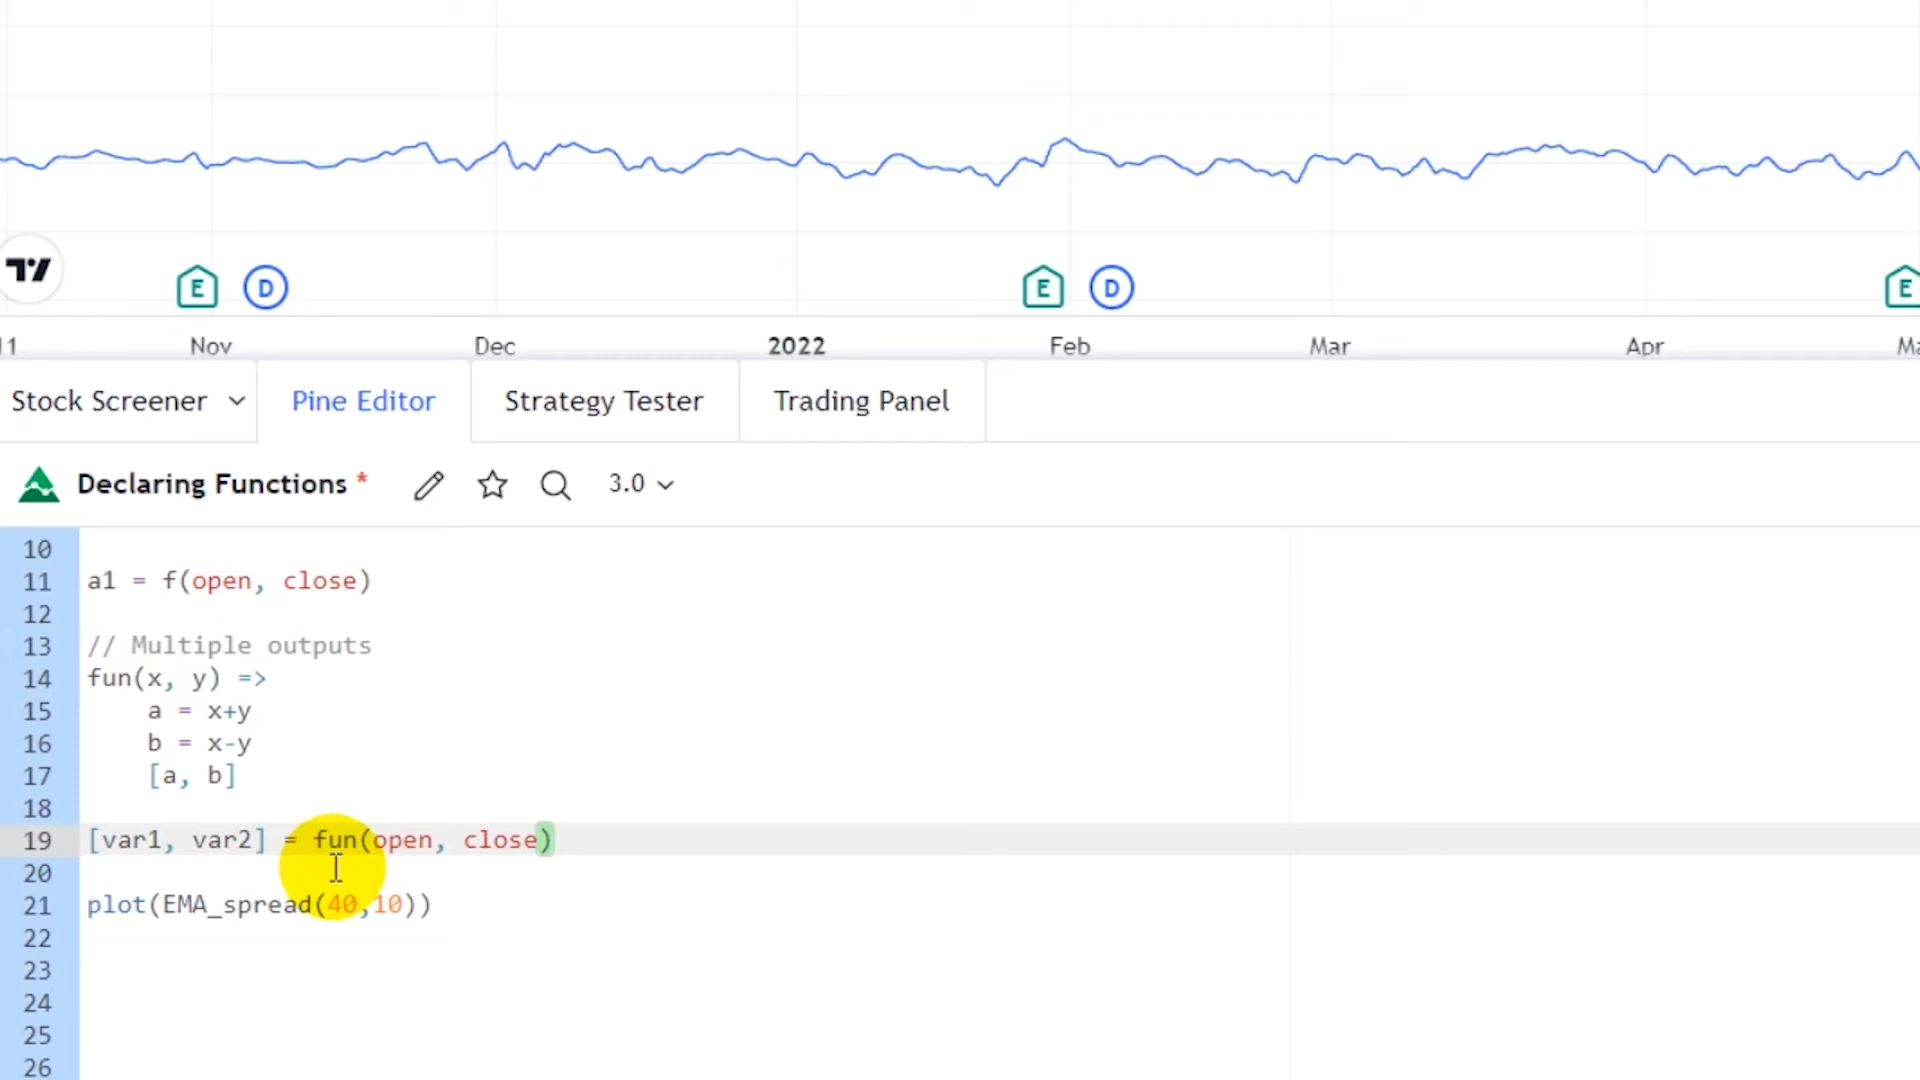 E D E D E
11 Nov Dec 2022 Feb Mar Apr Ma
Stock Screener Pine Editor Strategy Tester Trading Panel
Declaring Functions * 3.0
10
11 a1 = f(open, close)
12
13 // Multiple outputs
14 fun(x, y) =>
15 a = x+y
16 b = x-y
17 [a, b]
18
19 [var1, var2] = fun(open, close)
20
21 plot(EMA_spread(40,10))
22
23
24
25
26